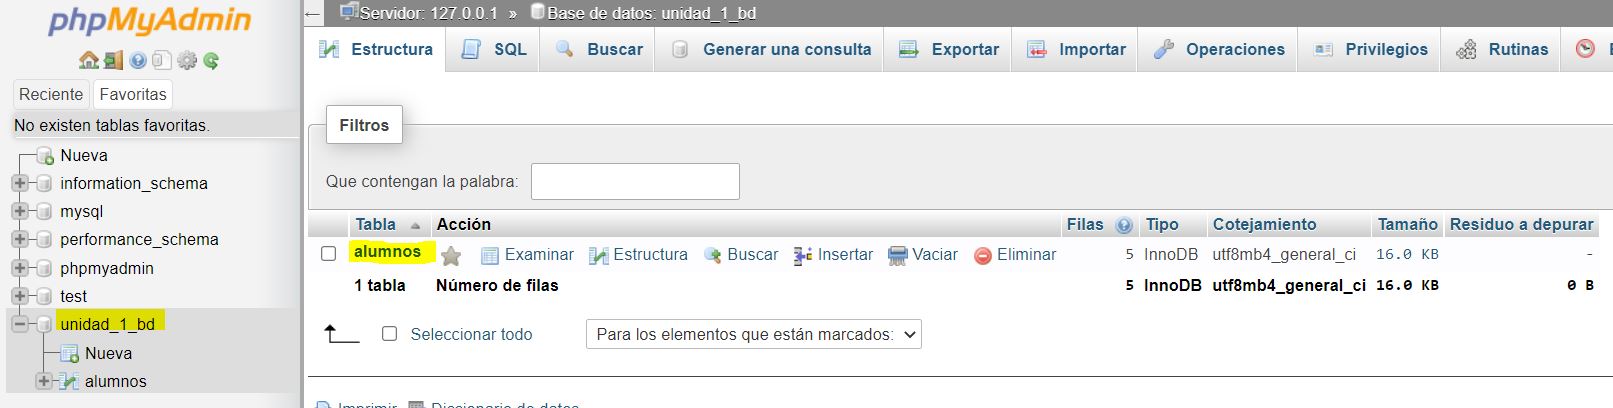 phpMyAdmin
Reciente Favoritas
No existen tablas favoritas.
Nueva
information_schema
mysql
performance_schema
phpmyadmin
test
unidad_1_bd
Nueva
alumnos
Servidor: 127.0.0.1 » Base de datos: unidad_1_bd
Estructura SQL Buscar Generar una consulta Exportar Importar Operaciones Privilegios Rutinas
Filtros
Que contengan la palabra:
Tabla Acción Filas Tipo Cotejamiento Tamaño Residuo a depurar
alumnos Examinar Estructura Buscar Insertar Vaciar Eliminar 5 InnoDB utf8mb4_general_ci 16.0 KB -
1 tabla Número de filas 5 InnoDB utf8mb4_general_ci 16.0 KB 0 B
Seleccionar todo Para los elementos que están marcados:
Imprimir Diccionario de datos